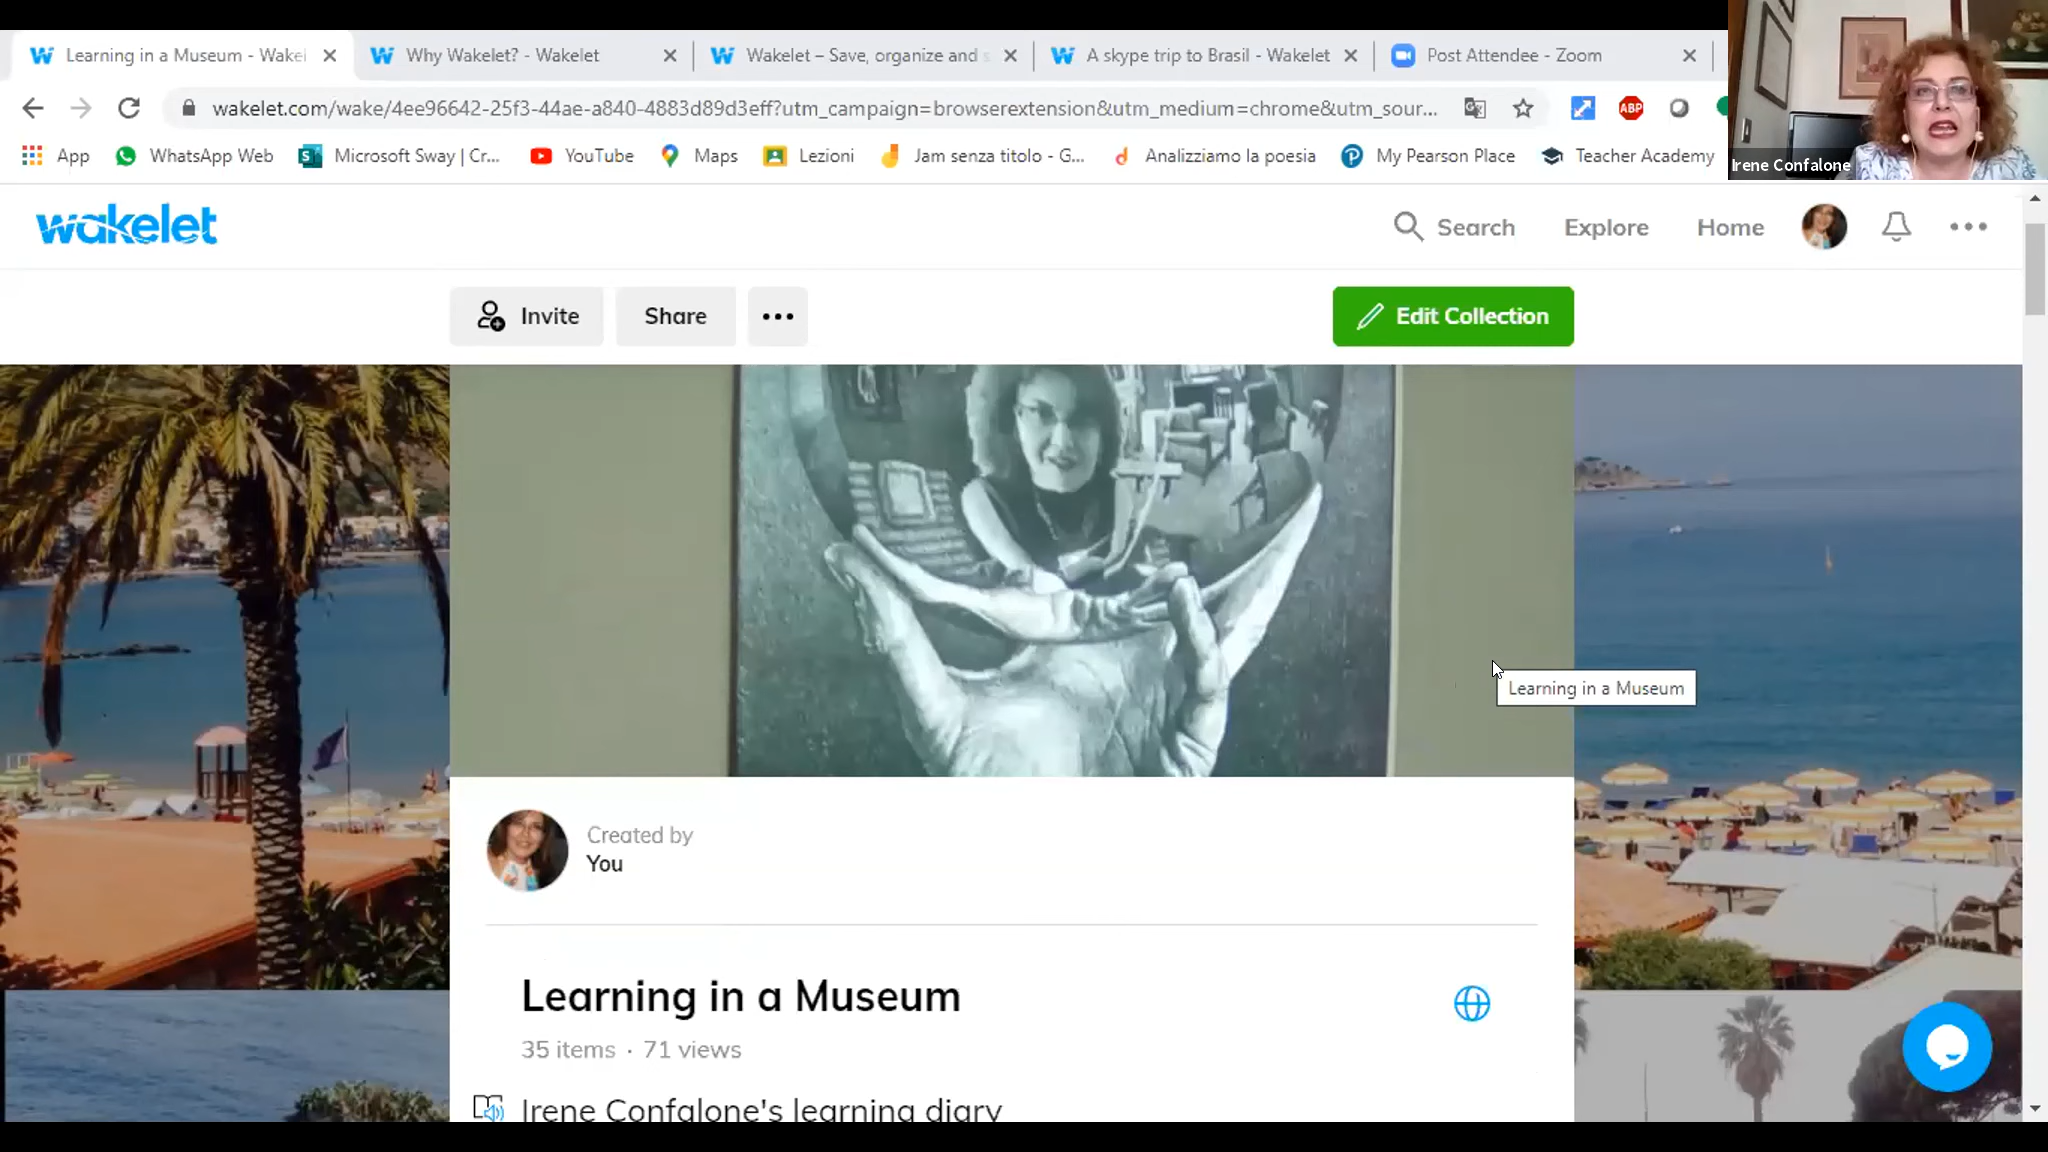 Learning in a Museum - Wakel
Why Wakelet? - Wakelet
Wakelet – Save, organize and s
A skype trip to Brasil - Wakelet
Post Attendee - Zoom
wakelet.com/wake/4ee96642-25f3-44ae-a840-4883d89d3eff?utm_campaign=browserextension&utm_medium=chrome&utm_sour...
ABP
App
WhatsApp Web
Microsoft Sway | Cr...
YouTube
Maps
Lezioni
Jam senza titolo - G...
Analizziamo la poesia
My Pearson Place
Teacher Academy
Irene Confalone
wakelet
Search
Explore
Home
Invite
Share
Edit Collection
Learning in a Museum
Created by
You
Learning in a Museum
35 items · 71 views
Irene Confalone's learning diary